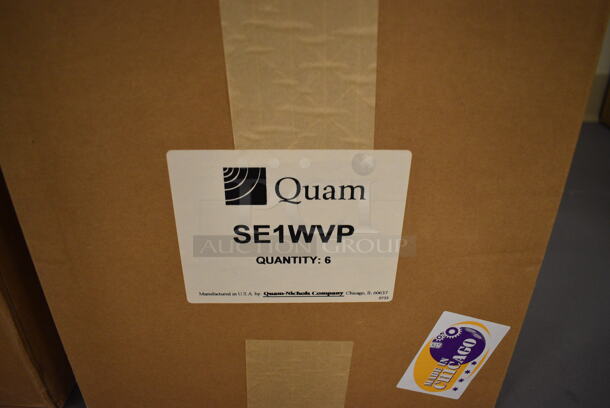 Quam
SE1WVP
AUCTION GROUP
QUANTITY: 6
Manufactured in U.S.A. by Quam-Nichols Company Chicago, IL 60637
MADE IN
CHICAGO